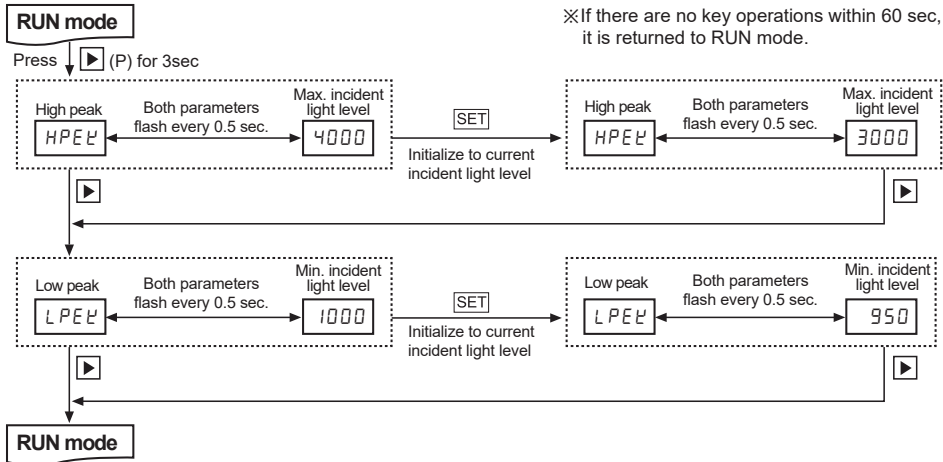 RUN mode
※If there are no key operations within 60 sec,
it is returned to RUN mode.
Press ▶ (P) for 3sec
High peak
HPEK
Both parameters
flash every 0.5 sec.
Max. incident
light level
4000
SET
Initialize to current
incident light level
High peak
HPEK
Both parameters
flash every 0.5 sec.
Max. incident
light level
3000
▶
▶
Low peak
LPEK
Both parameters
flash every 0.5 sec.
Min. incident
light level
1000
SET
Initialize to current
incident light level
Low peak
LPEK
Both parameters
flash every 0.5 sec.
Min. incident
light level
950
▶
▶
RUN mode